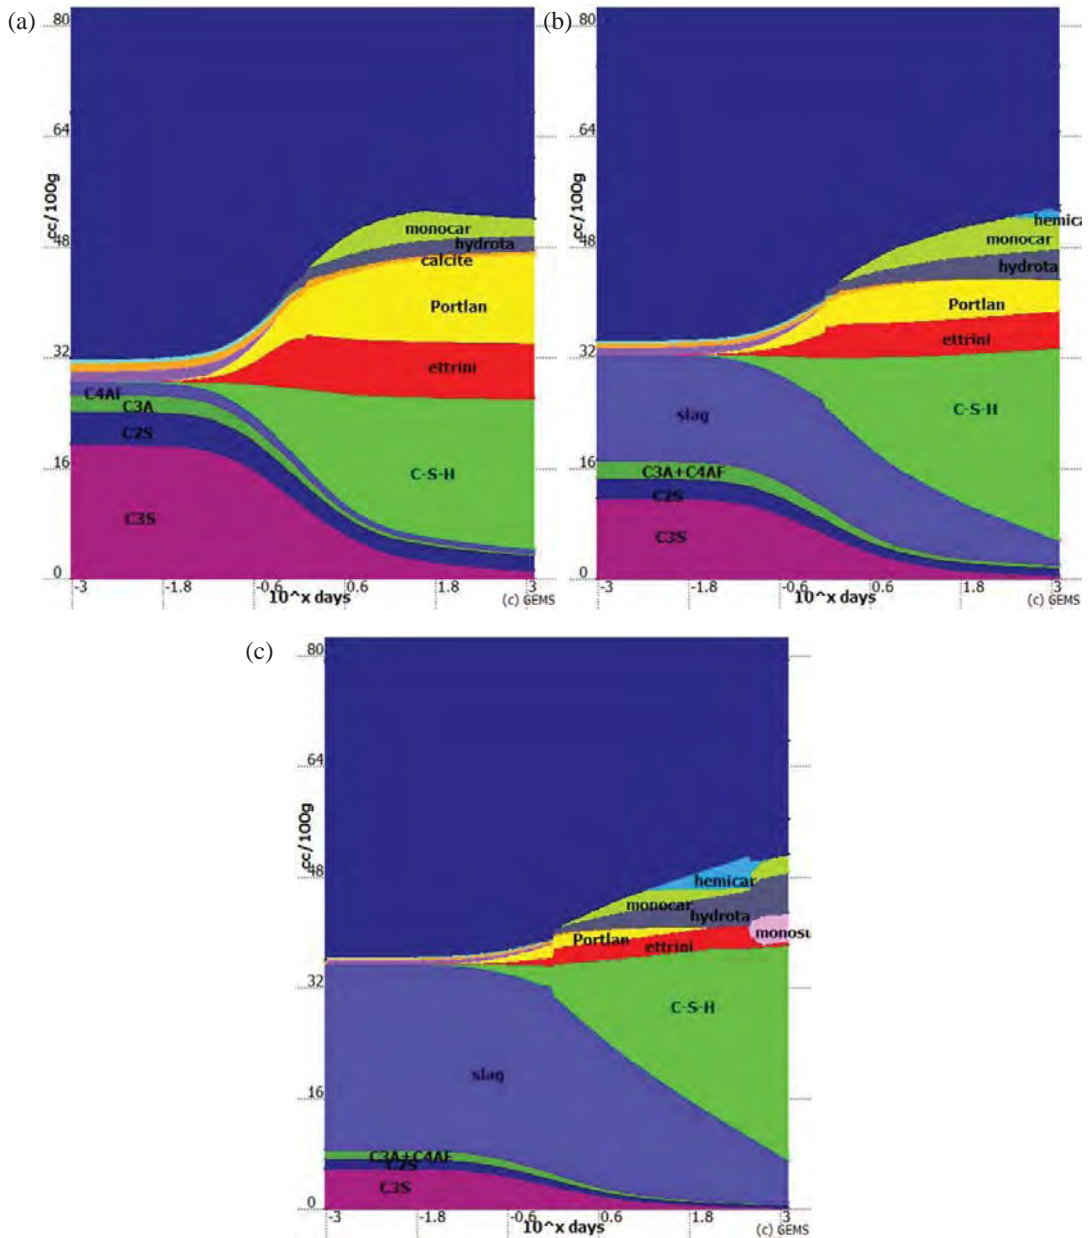 (a)
80
64
cc/100g
48
32
16
0
monocar
hydrota
calcite
Portlan
ettrini
C-S-H
C4AF
C3A
C2S
C3S
-3 -1.8 -0.6 0.6 1.8 3
10^x days
(c) GEMS
(b)
80
64
cc/100g
48
32
16
0
hemica
monocar
hydrota
Portlan
ettrini
C-S-H
slag
C3A+C4AF
C2S
C3S
-3 -1.8 -0.6 0.6 1.8 3
10^x days
(c) GEMS
(c)
80
64
cc/100g
48
32
16
0
hemicar
monocar
hydrota
Portlan
ettrini
monosu
C-S-H
slag
C3A+C4AF
C2S
C3S
-3 -1.8 -0.6 0.6 1.8 3
10^x days
(c) GEMS